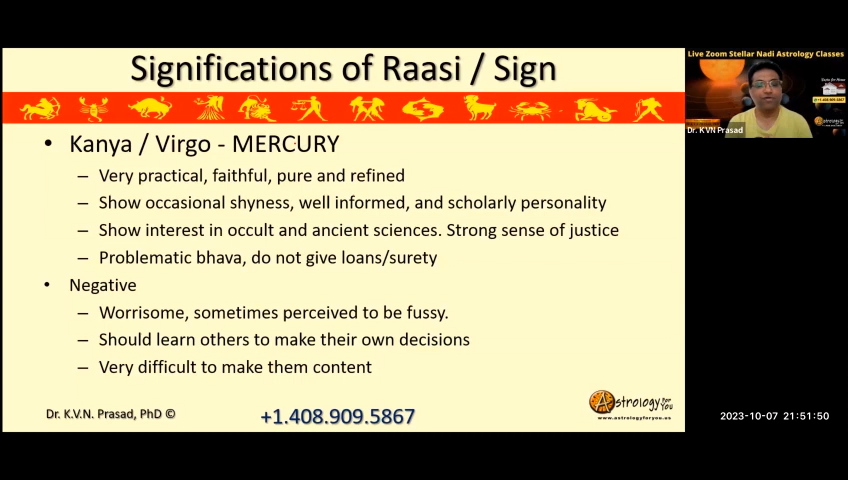 Significations of Raasi / Sign
• Kanya / Virgo - MERCURY
– Very practical, faithful, pure and refined
– Show occasional shyness, well informed, and scholarly personality
– Show interest in occult and ancient sciences. Strong sense of justice
– Problematic bhava, do not give loans/surety
• Negative
– Worrisome, sometimes perceived to be fussy.
– Should learn others to make their own decisions
– Very difficult to make them content
Dr. K.V.N. Prasad, PhD ©
+1.408.909.5867
Astrology For You
www.astrologyforyou.us
Live Zoom Stellar Nadi Astrology Classes
+1.408.909.5867
Dr. K.VN Prasad
2023-10-07 21:51:50